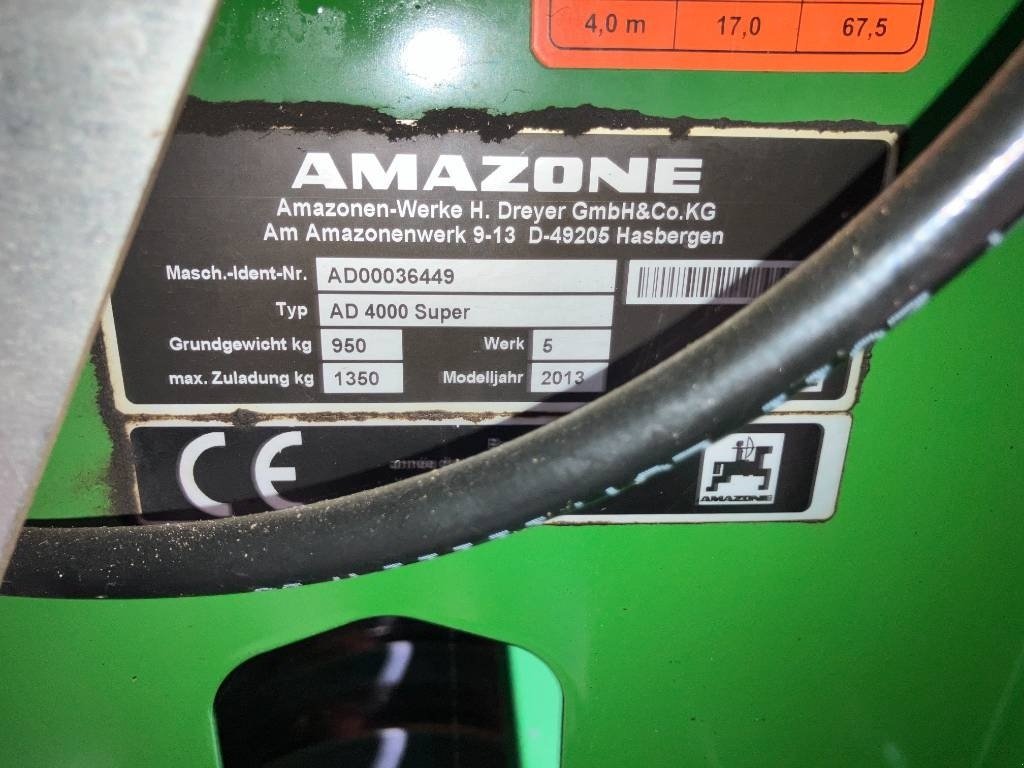 4,0 m 17,0 67,5
AMAZONE
Amazonen-Werke H. Dreyer GmbH&Co.KG
Am Amazonenwerk 9-13 D-49205 Hasbergen
Masch.-Ident-Nr. AD00036449
Typ AD 4000 Super
Grundgewicht kg 950 Werk 5
max. Zuladung kg 1350 Modelljahr 2013
CE
année
AMAZONE